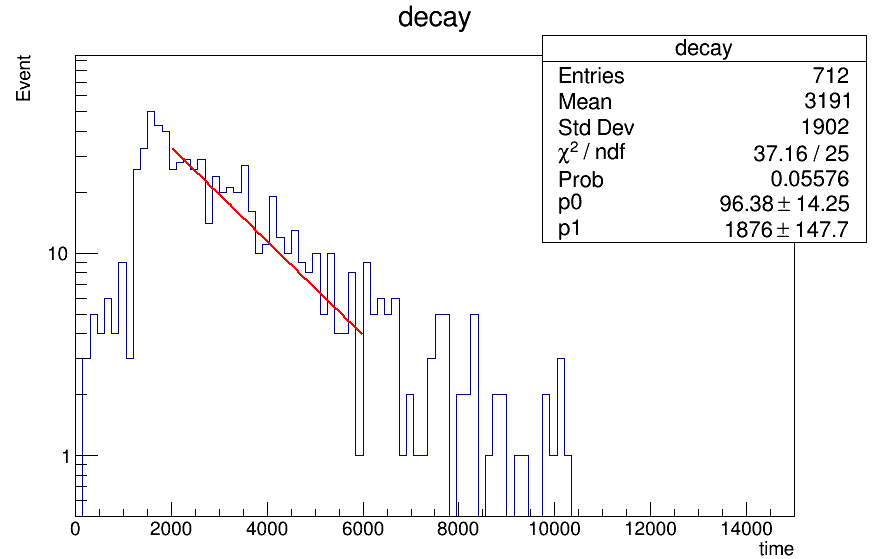 decay
decay
Entries 712
Mean 3191
Std Dev 1902
χ² / ndf 37.16 / 25
Prob 0.05576
p0 96.38 ± 14.25
p1 1876 ± 147.7
Event
10
1
0 2000 4000 6000 8000 10000 12000 14000
time